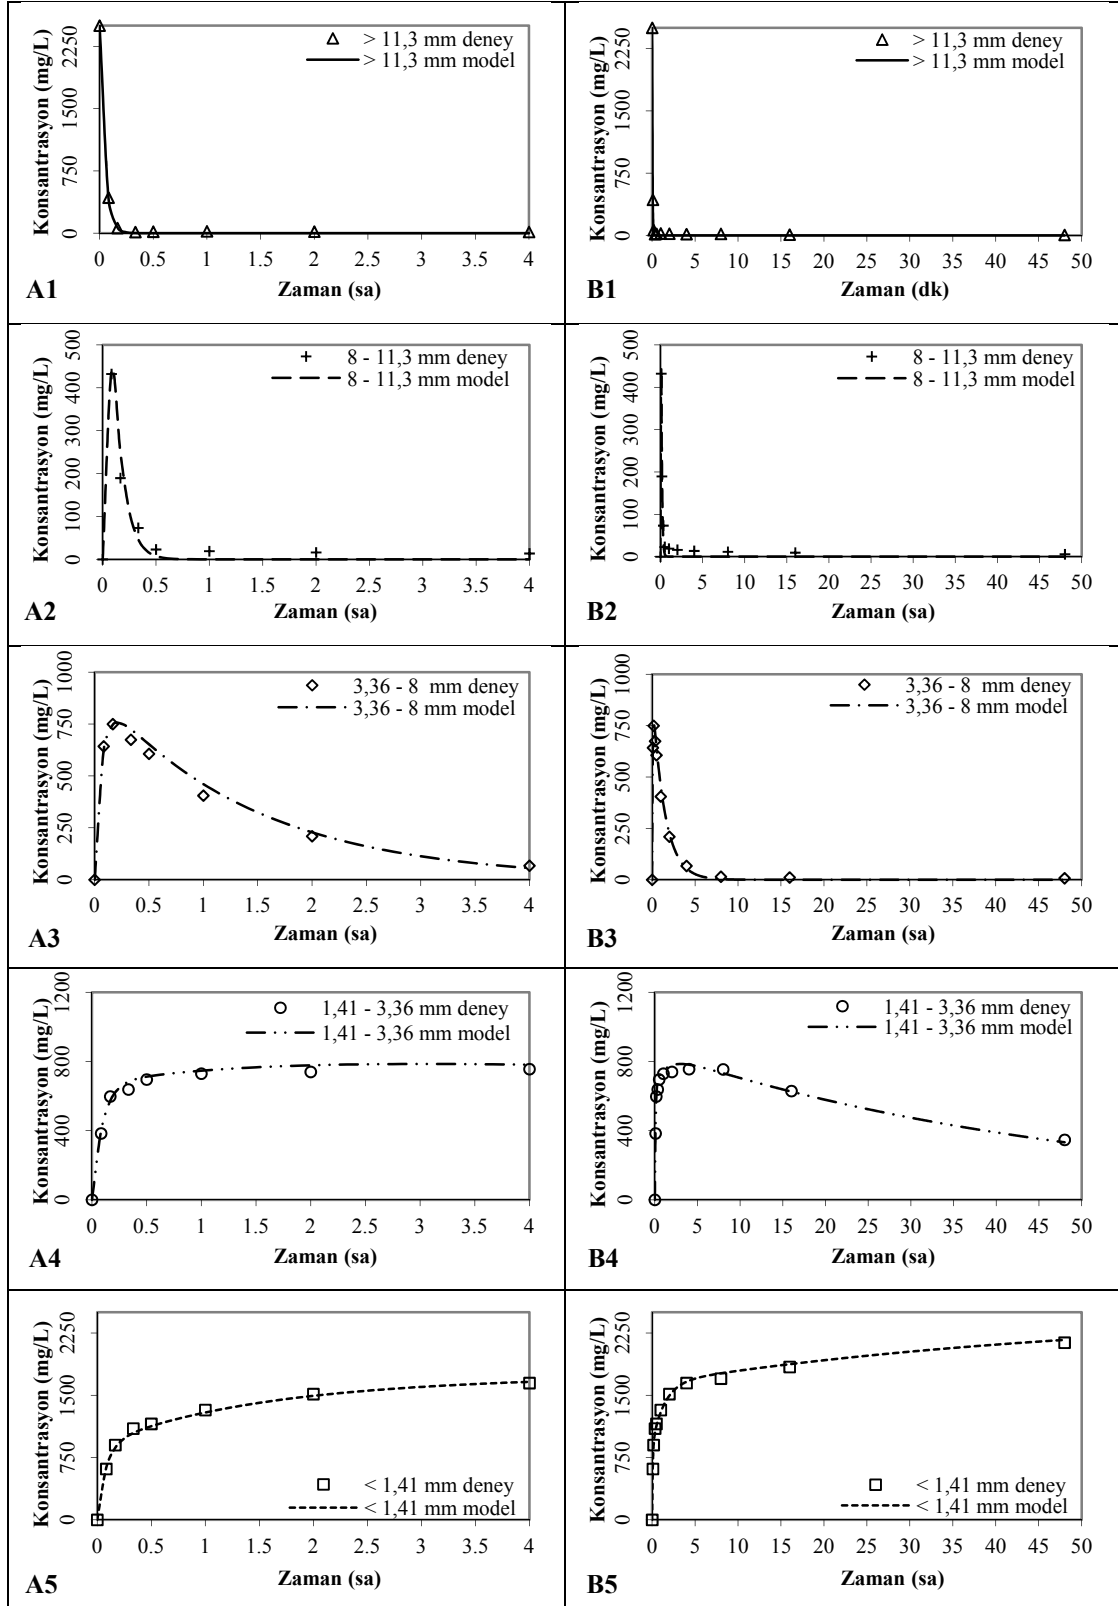 Konsantrasyon (mg/L)
2250
1500
750
0
> 11,3 mm deney
> 11,3 mm model
0 0.5 1 1.5 2 2.5 3 3.5 4
Zaman (sa)
A1
Konsantrasyon (mg/L)
2250
1500
750
0
> 11,3 mm deney
> 11,3 mm model
0 5 10 15 20 25 30 35 40 45 50
Zaman (dk)
B1
Konsantrasyon (mg/L)
500
400
300
200
100
0
8 - 11,3 mm deney
8 - 11,3 mm model
0 0.5 1 1.5 2 2.5 3 3.5 4
Zaman (sa)
A2
Konsantrasyon (mg/L)
500
400
300
200
100
0
8 - 11,3 mm deney
8 - 11,3 mm model
0 5 10 15 20 25 30 35 40 45 50
Zaman (sa)
B2
Konsantrasyon (mg/L)
1000
750
500
250
0
3,36 - 8 mm deney
3,36 - 8 mm model
0 0.5 1 1.5 2 2.5 3 3.5 4
Zaman (sa)
A3
Konsantrasyon (mg/L)
1000
750
500
250
0
3,36 - 8 mm deney
3,36 - 8 mm model
0 5 10 15 20 25 30 35 40 45 50
Zaman (sa)
B3
Konsantrasyon (mg/L)
1200
800
400
0
1,41 - 3,36 mm deney
1,41 - 3,36 mm model
0 0.5 1 1.5 2 2.5 3 3.5 4
Zaman (sa)
A4
Konsantrasyon (mg/L)
1200
800
400
0
1,41 - 3,36 mm deney
1,41 - 3,36 mm model
0 5 10 15 20 25 30 35 40 45 50
Zaman (sa)
B4
Konsantrasyon (mg/L)
2250
1500
750
0
< 1,41 mm deney
< 1,41 mm model
0 0.5 1 1.5 2 2.5 3 3.5 4
Zaman (sa)
A5
Konsantrasyon (mg/L)
2250
1500
750
0
< 1,41 mm deney
< 1,41 mm model
0 5 10 15 20 25 30 35 40 45 50
Zaman (sa)
B5